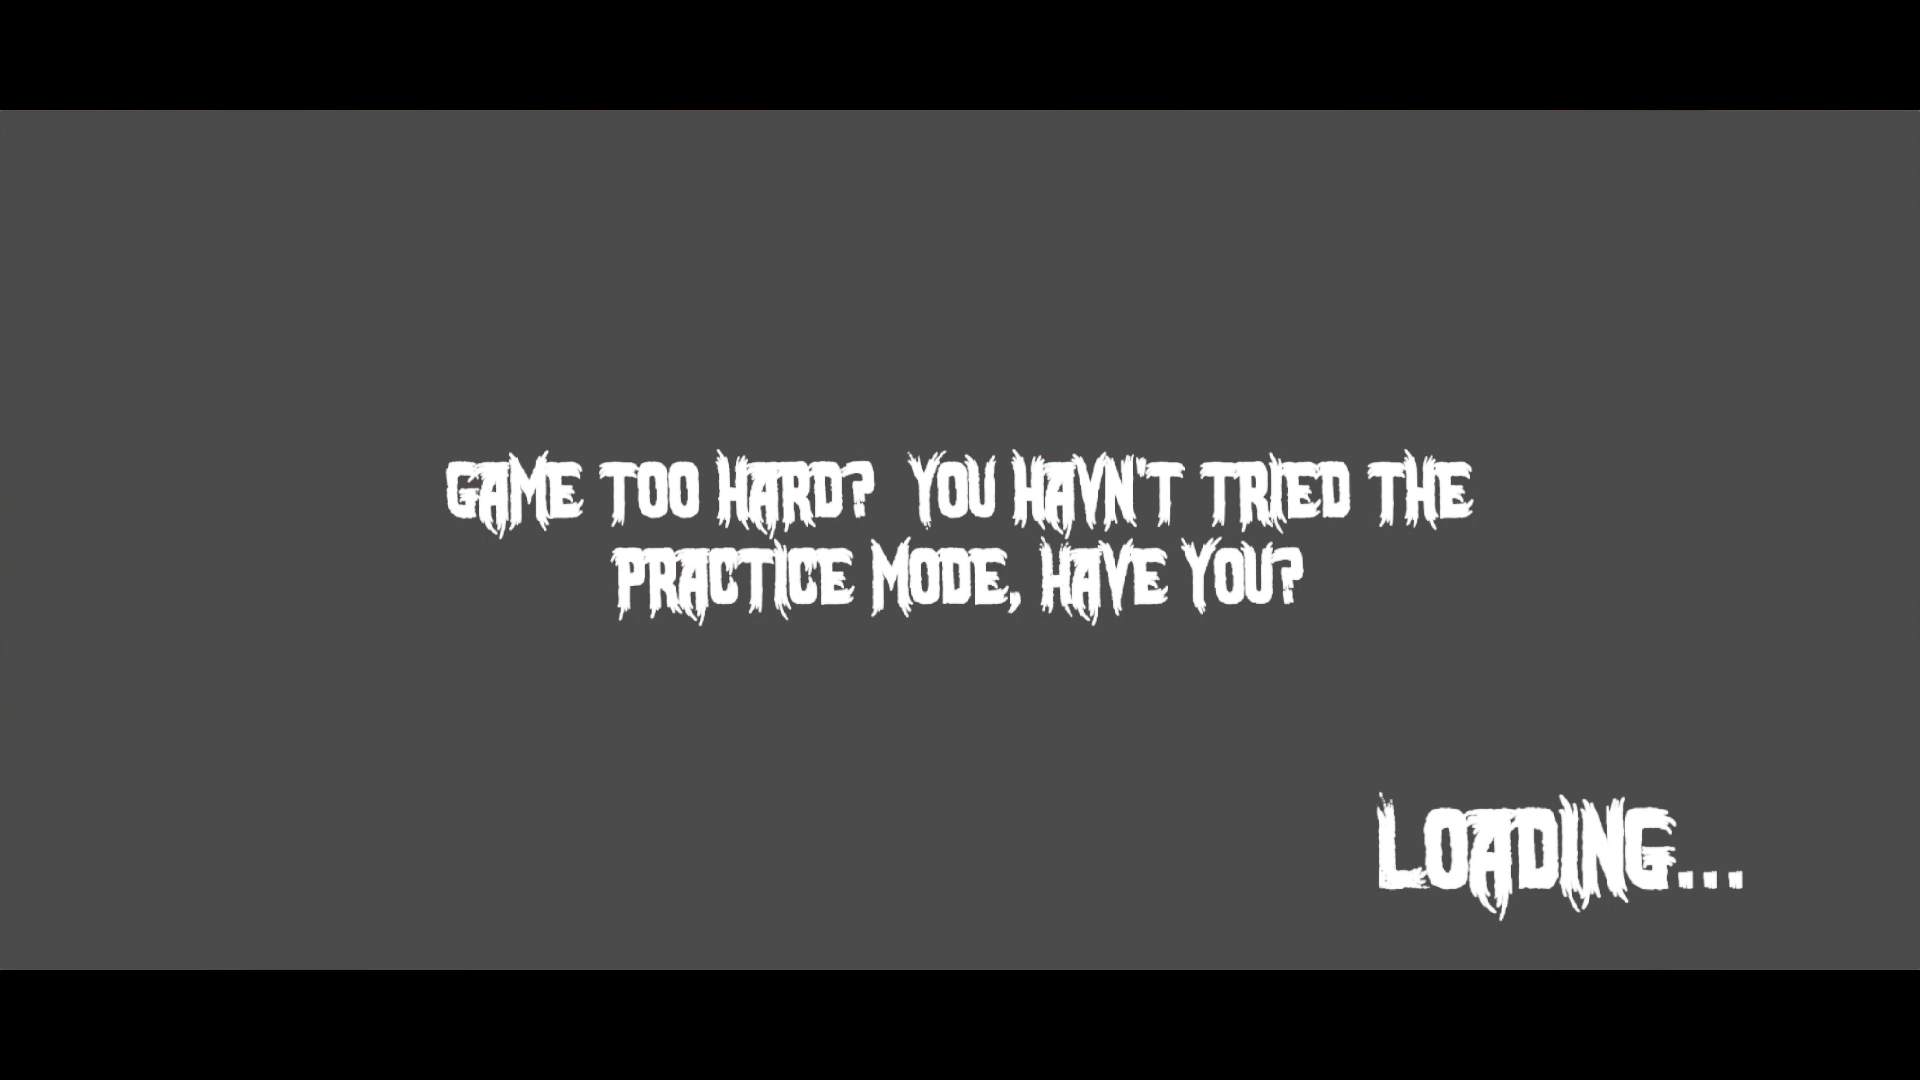 GAME TOO HARD?  YOU HAVN'T TRIED THE
PRACTICE MODE, HAVE YOU?
LOADING...